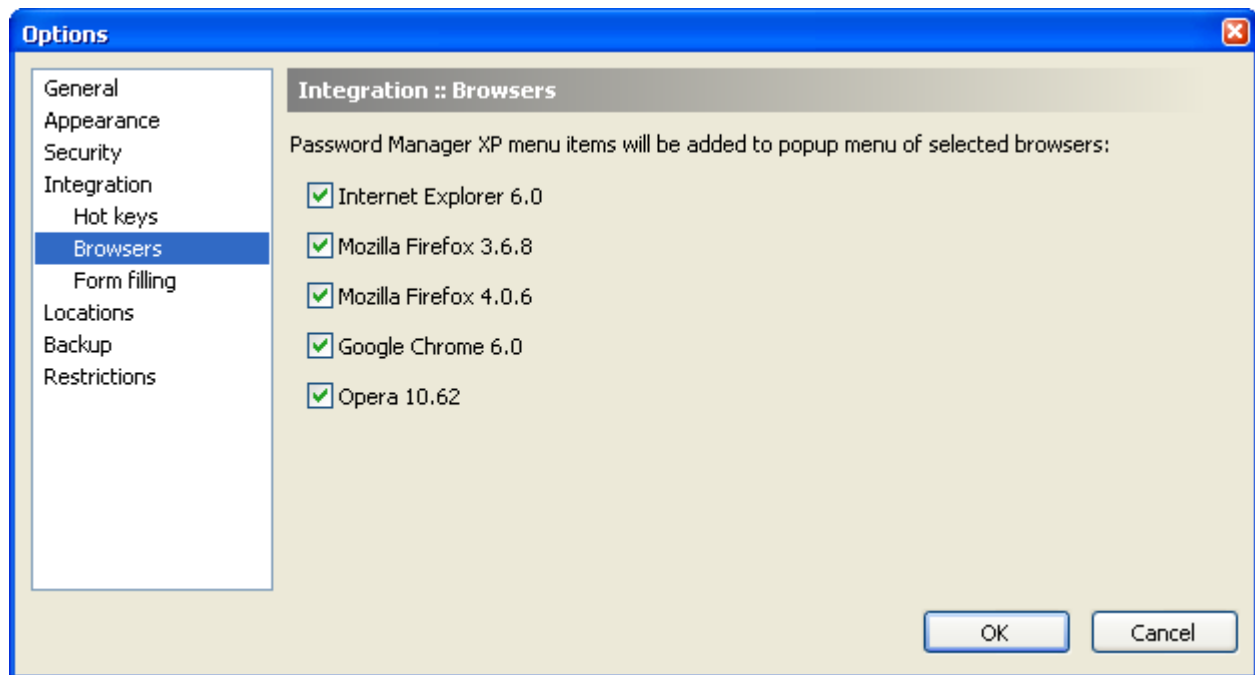 Options
General
Appearance
Security
Integration
Hot keys
Browsers
Form filling
Locations
Backup
Restrictions
Integration :: Browsers
Password Manager XP menu items will be added to popup menu of selected browsers:
Internet Explorer 6.0
Mozilla Firefox 3.6.8
Mozilla Firefox 4.0.6
Google Chrome 6.0
Opera 10.62
OK
Cancel